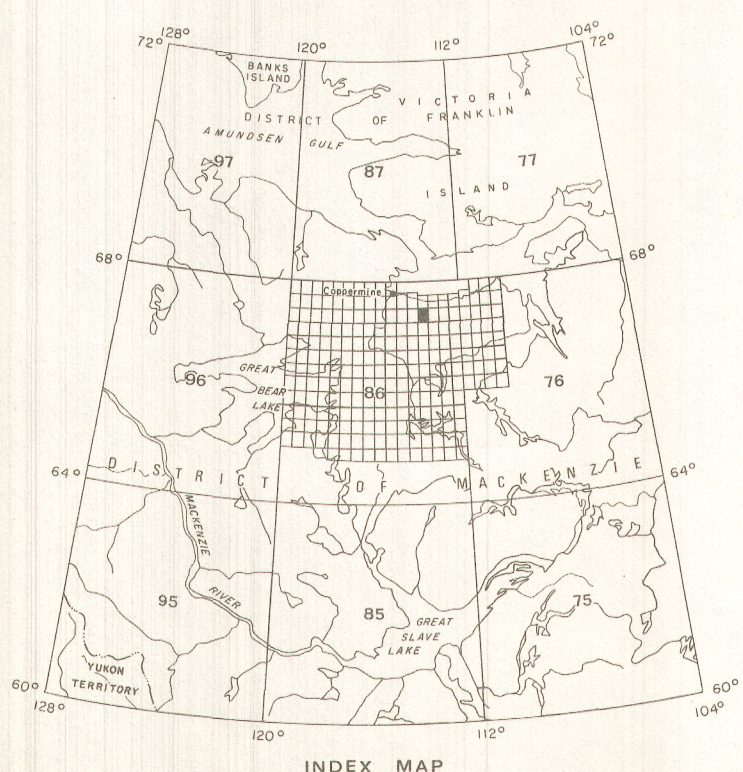 128° 120° 112° 104°
72° 72°
BANKS
ISLAND
VICTORIA
DISTRICT OF FRANKLIN
AMUNDSEN GULF
97 87 77
ISLAND
68° 68°
Coppermine
GREAT
96 86 76
BEAR
LAKE
DISTRICT OF MACKENZIE
64° 64°
MACKENZIE
RIVER
95 85 75
GREAT
SLAVE
LAKE
YUKON
TERRITORY
60° 60°
128° 120° 112° 104°
INDEX MAP